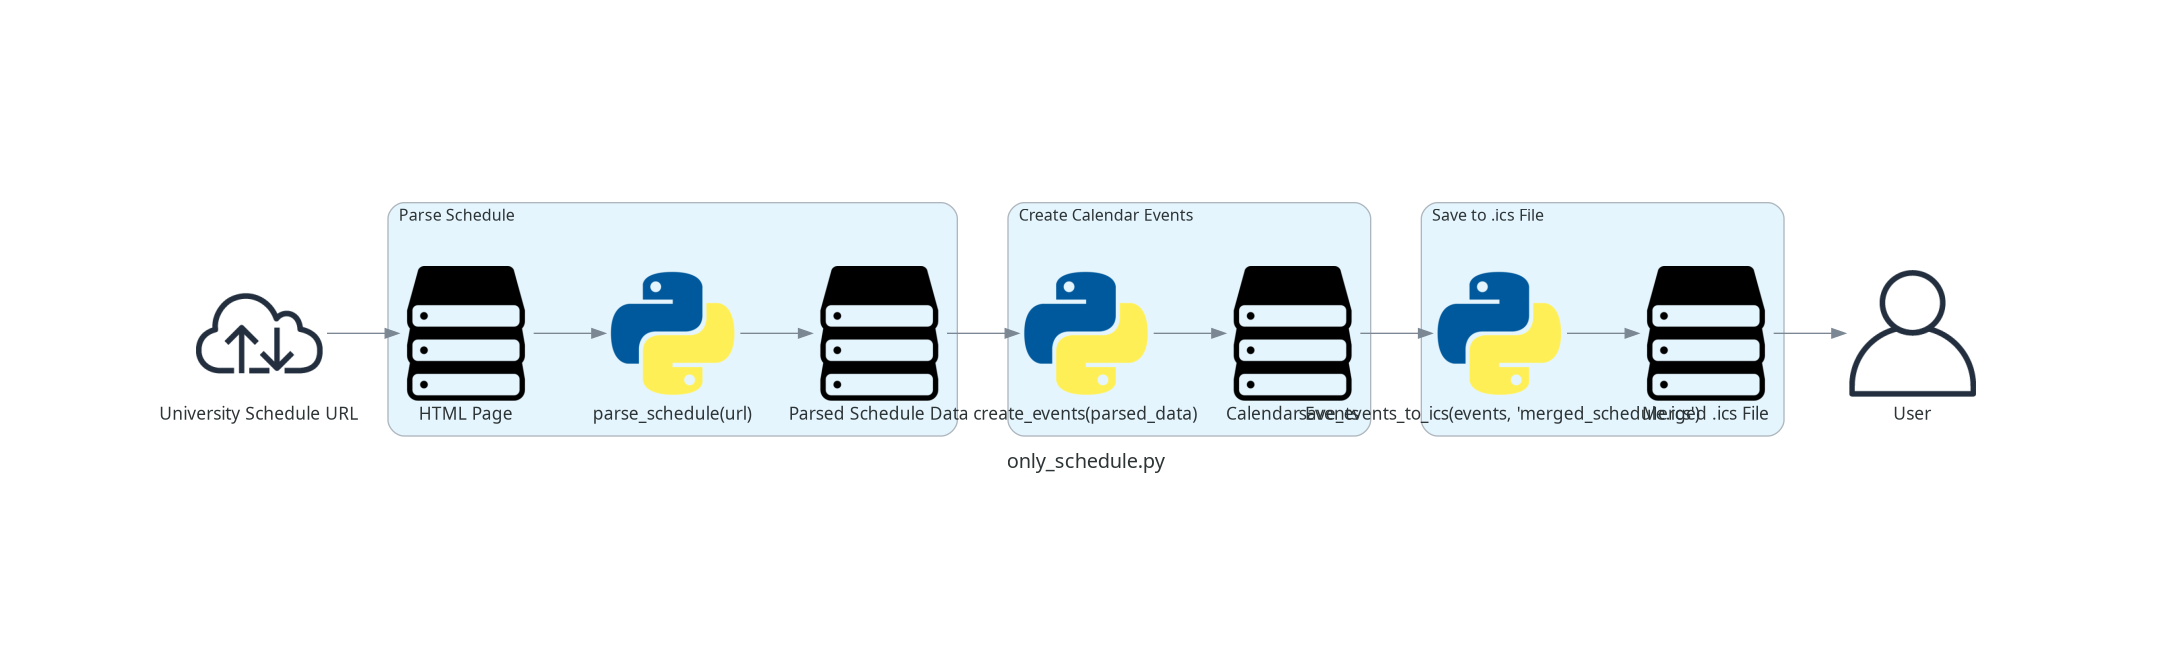 Parse Schedule
Create Calendar Events
Save to .ics File
University Schedule URL
HTML Page
parse_schedule(url)
Parsed Schedule Data
create_events(parsed_data)
Calendar Events
save_events_to_ics(events, 'merged_schedule.ics')
Merged .ics File
User
only_schedule.py